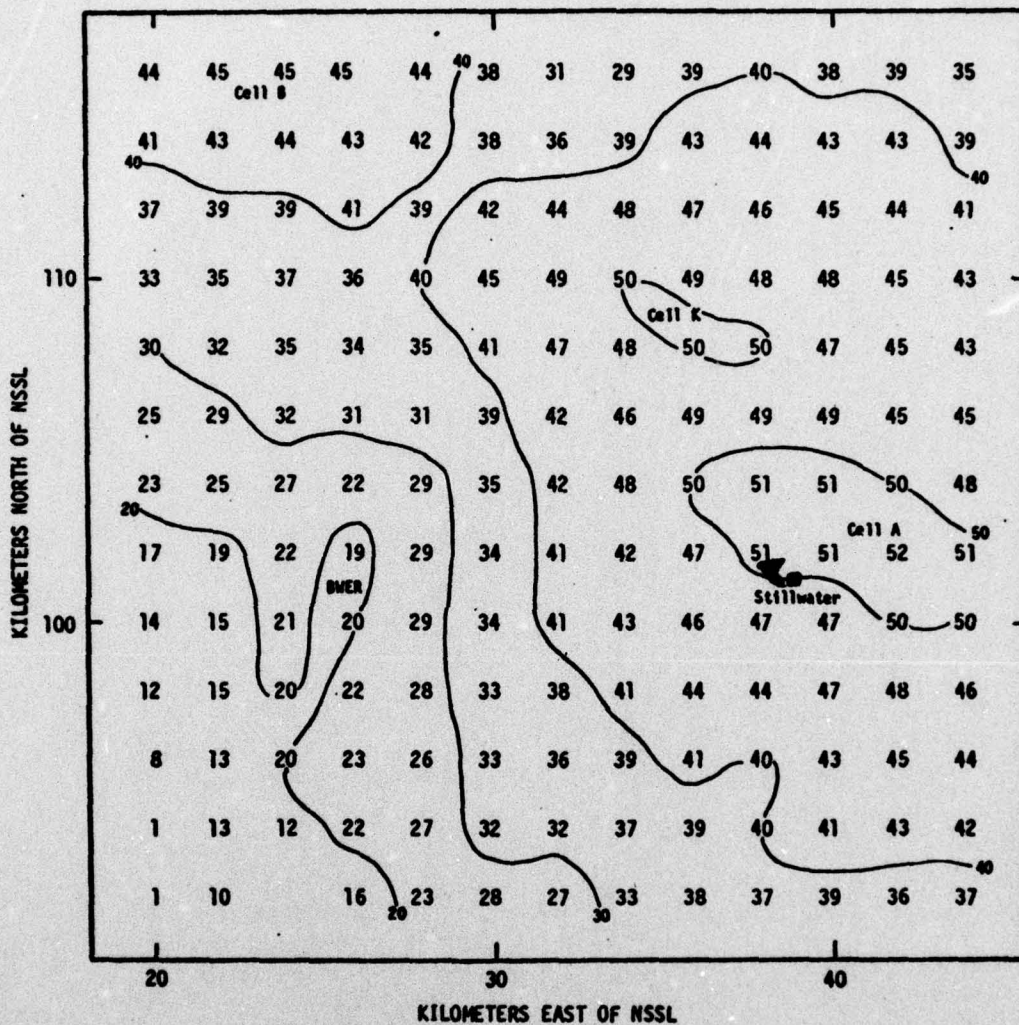 44 45 45 45 44 40 38 31 29 39 40 38 39 35
Cell B
41 43 44 43 42 38 36 39 43 44 43 43 39
40 40
37 39 39 41 39 42 44 48 47 46 45 44 41
110 33 35 37 36 40 45 49 50 49 48 48 45 43
Cell K
30 32 35 34 35 41 47 48 50 50 47 45 43
25 29 32 31 31 39 42 46 49 49 49 45 45
23 25 27 22 29 35 42 48 50 51 51 50 48
20 Cell A 50
17 19 22 19 29 34 41 42 47 51 51 52 51
BWER Stillwater
100 14 15 21 20 29 34 41 43 46 47 47 50 50
12 15 20 22 28 33 38 41 44 44 47 48 46
8 13 20 23 26 33 36 39 41 40 43 45 44
1 13 12 22 27 32 32 37 39 40 41 43 42
40
1 10 16 23 28 27 33 38 37 39 36 37
20 30
20 30 40
KILOMETERS EAST OF NSSL
KILOMETERS NORTH OF NSSL